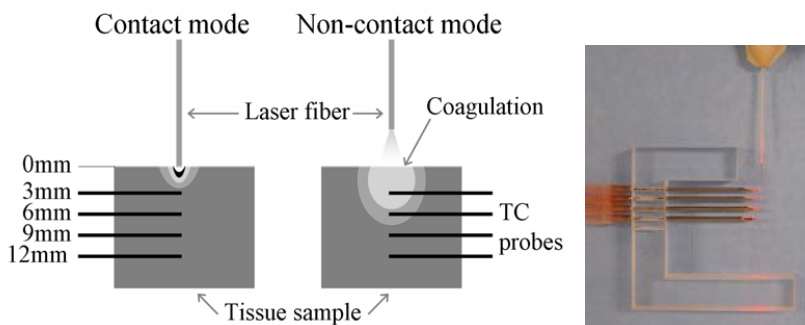 Contact mode
Non-contact mode
Laser fiber
Coagulation
0mm
3mm
6mm
9mm
12mm
TC
probes
Tissue sample